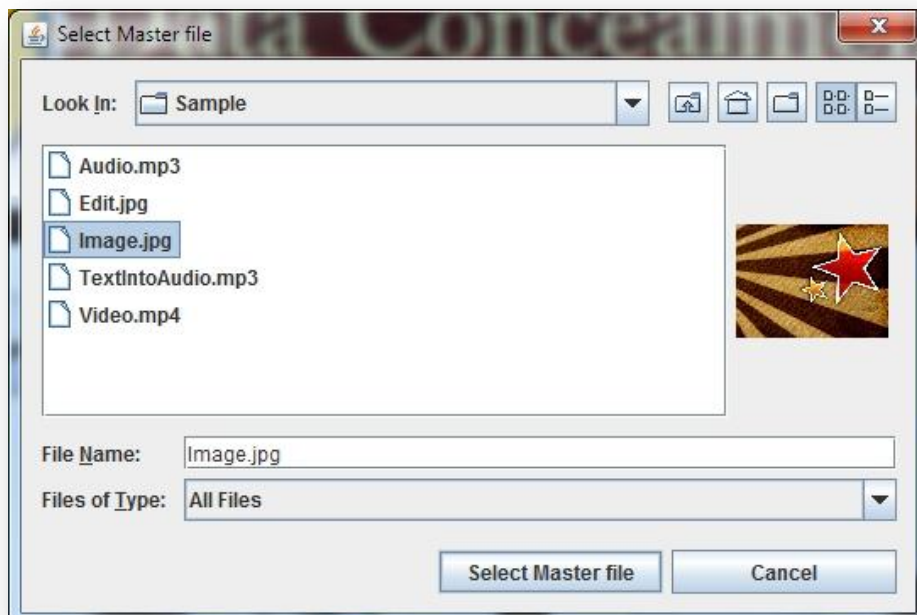 Select Master file
Look In: Sample
Audio.mp3
Edit.jpg
Image.jpg
TextIntoAudio.mp3
Video.mp4
File Name: Image.jpg
Files of Type: All Files
Select Master file Cancel